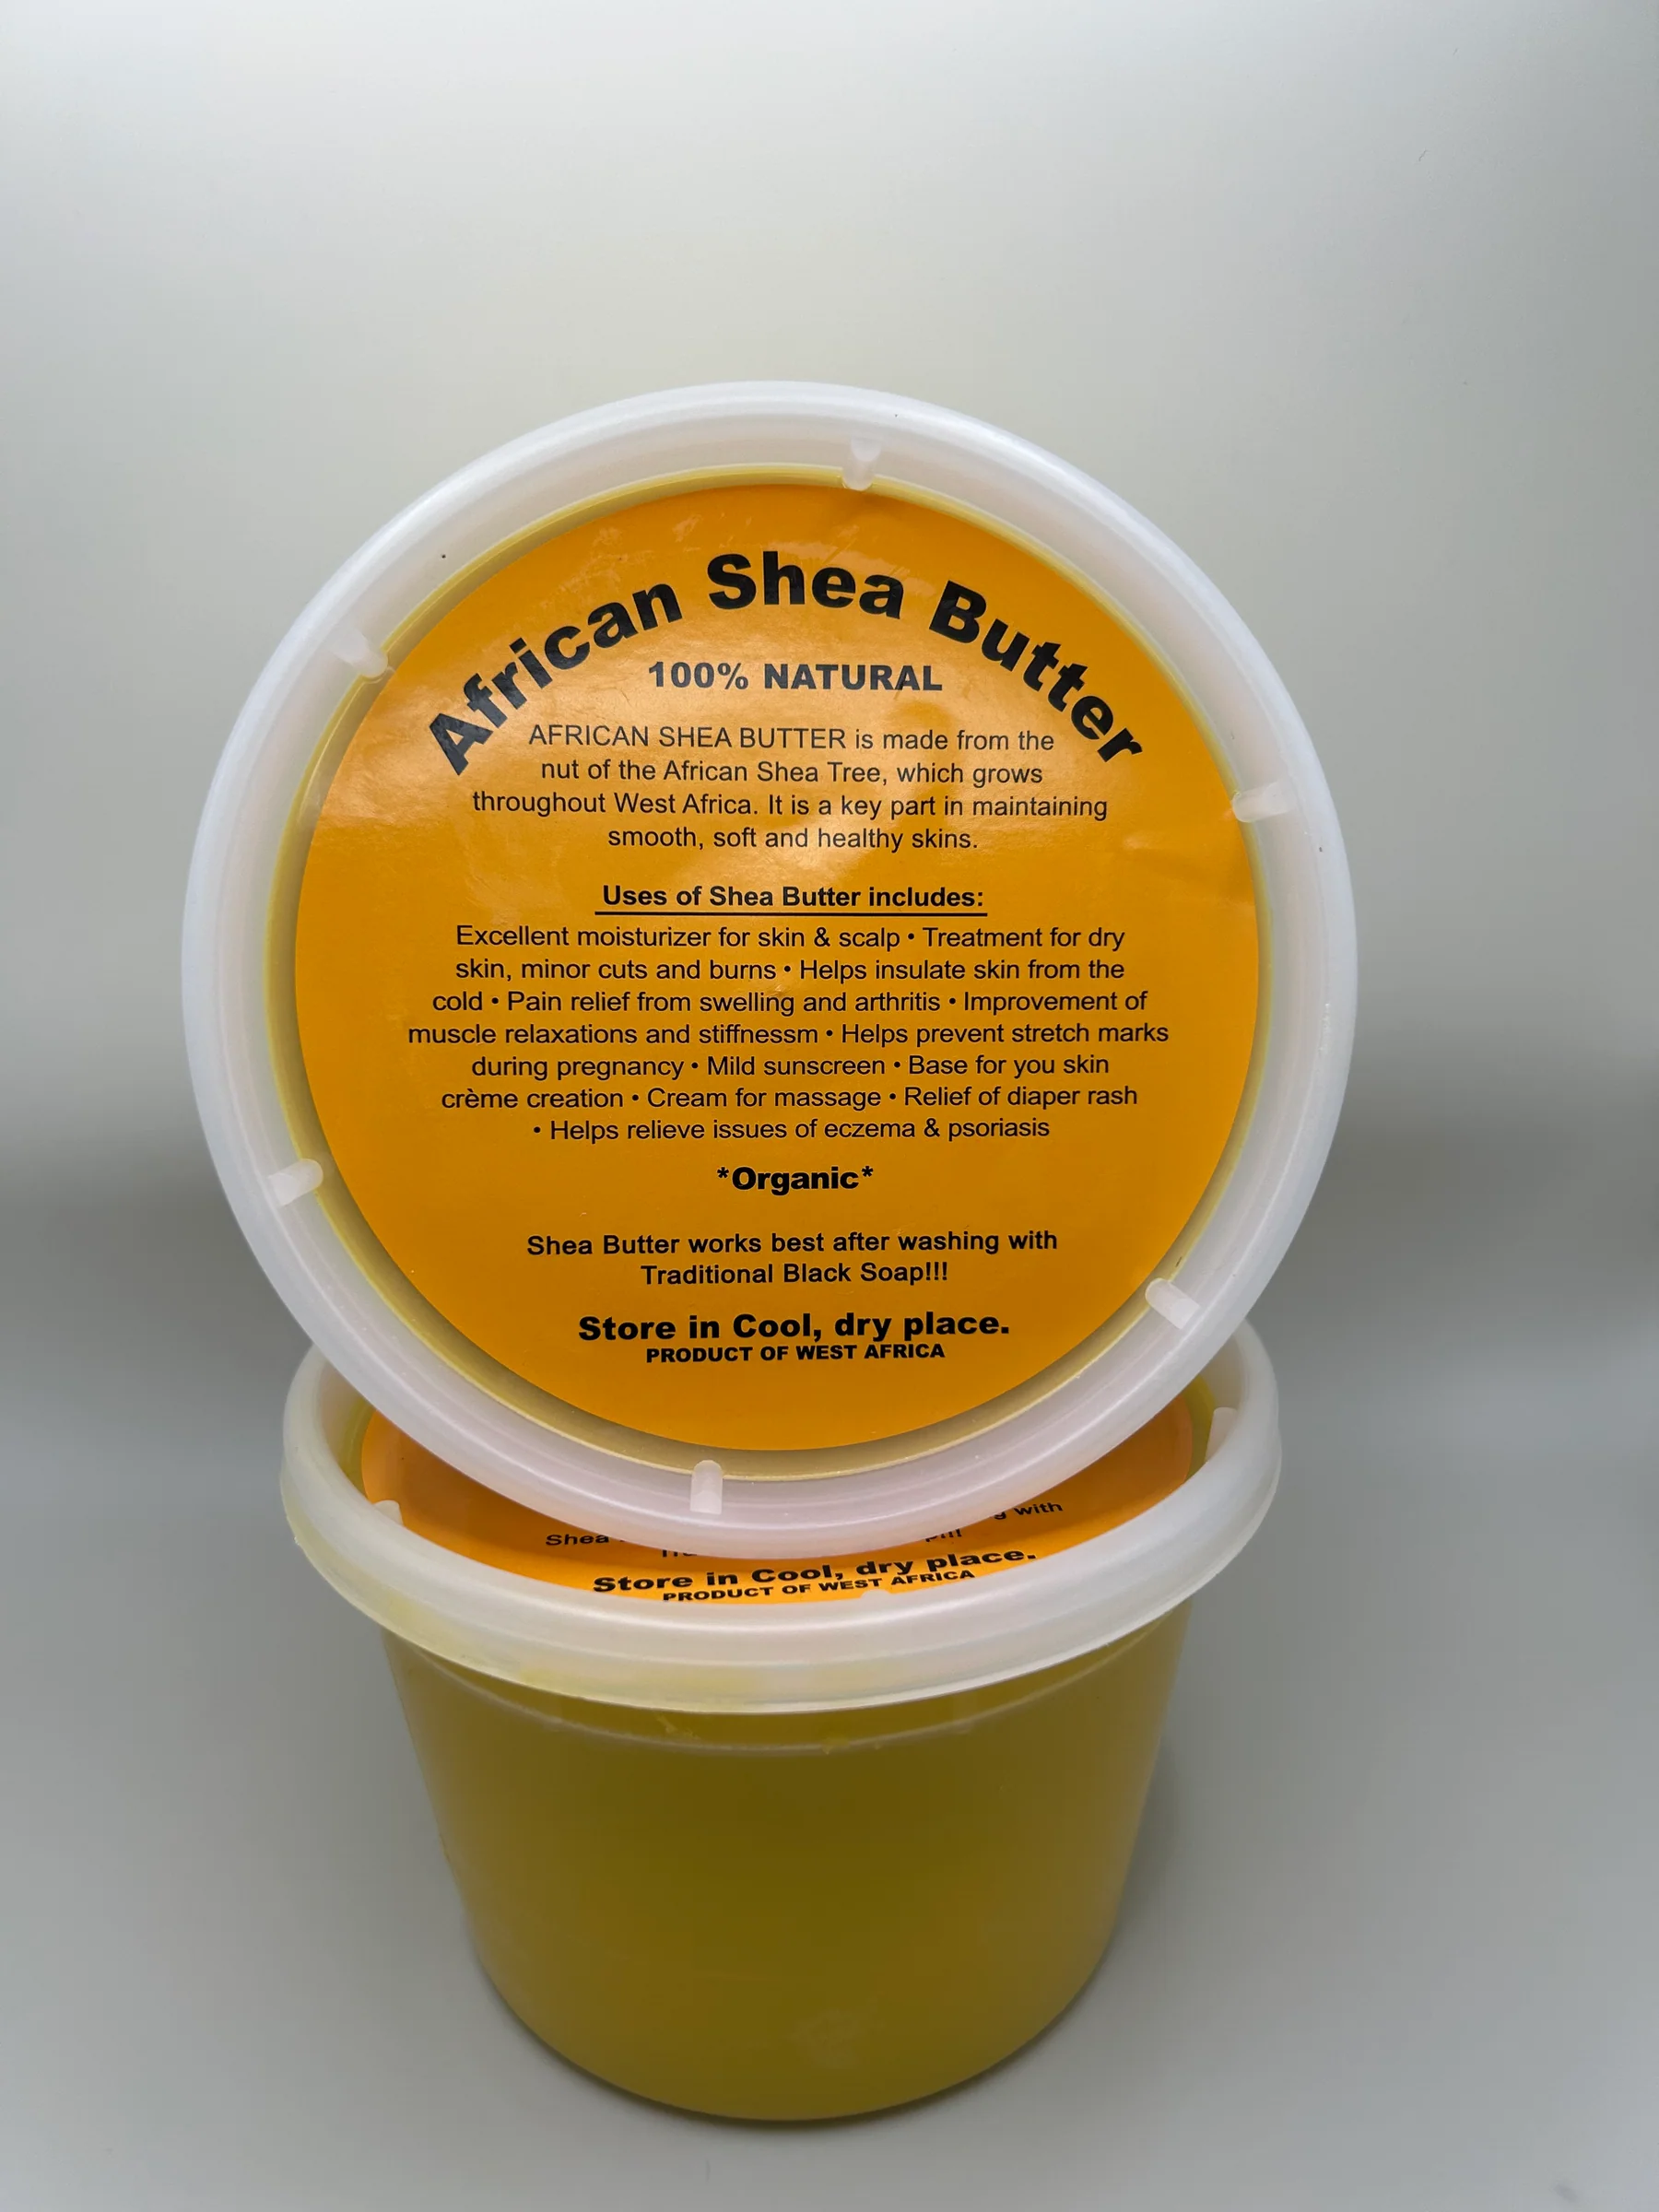 African Shea Butter
100% NATURAL
AFRICAN SHEA BUTTER is made from the
nut of the African Shea Tree, which grows
throughout West Africa. It is a key part in maintaining
smooth, soft and healthy skins.
Uses of Shea Butter includes:
Excellent moisturizer for skin & scalp • Treatment for dry
skin, minor cuts and burns • Helps insulate skin from the
cold • Pain relief from swelling and arthritis • Improvement of
muscle relaxations and stiffnessm • Helps prevent stretch marks
during pregnancy • Mild sunscreen • Base for you skin
crème creation • Cream for massage • Relief of diaper rash
• Helps relieve issues of eczema & psoriasis
*Organic*
Shea Butter works best after washing with
Traditional Black Soap!!!
Store in Cool, dry place.
PRODUCT OF WEST AFRICA
Shea with
Store in Cool, dry place.
PRODUCT OF WEST AFRICA